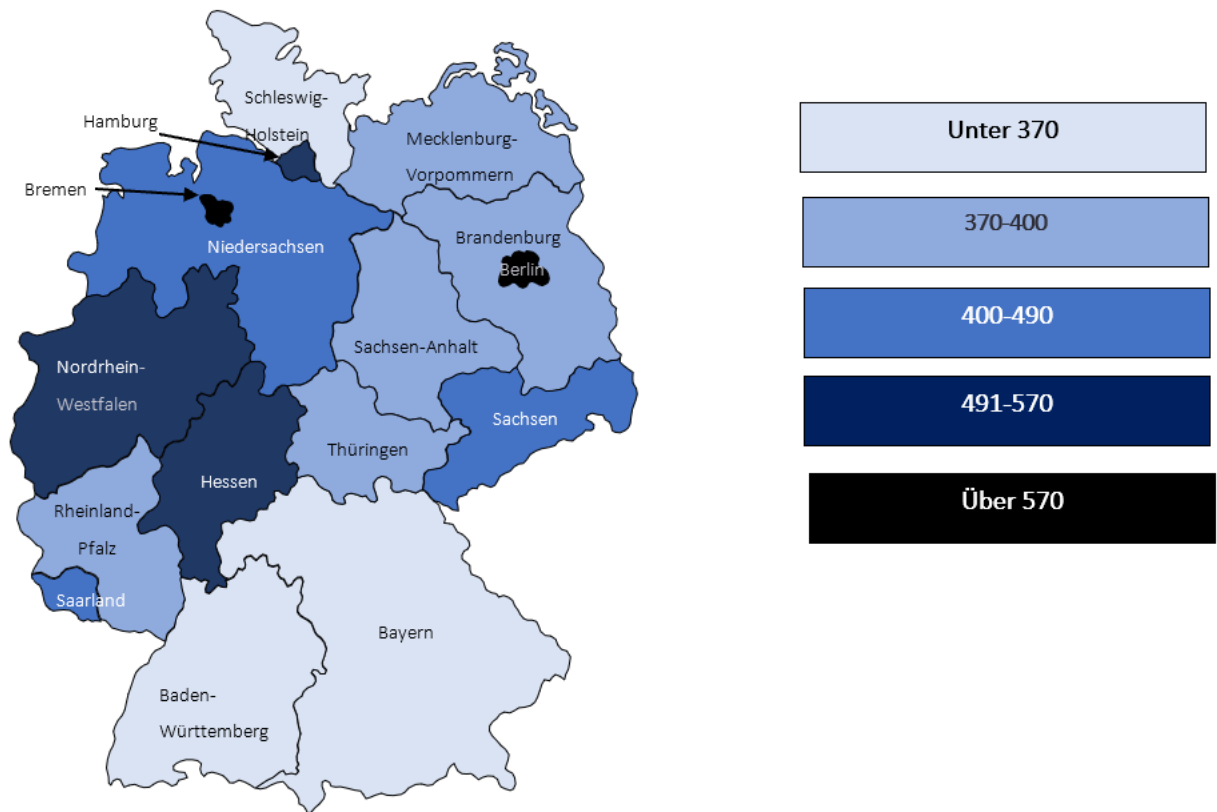 Schleswig-
Holstein
Hamburg
Mecklenburg-
Vorpommern
Bremen
Niedersachsen
Brandenburg
Berlin
Sachsen-Anhalt
Nordrhein-
Westfalen
Sachsen
Thüringen
Hessen
Rheinland-
Pfalz
Saarland
Bayern
Baden-
Württemberg
Unter 370
370-400
400-490
491-570
Über 570